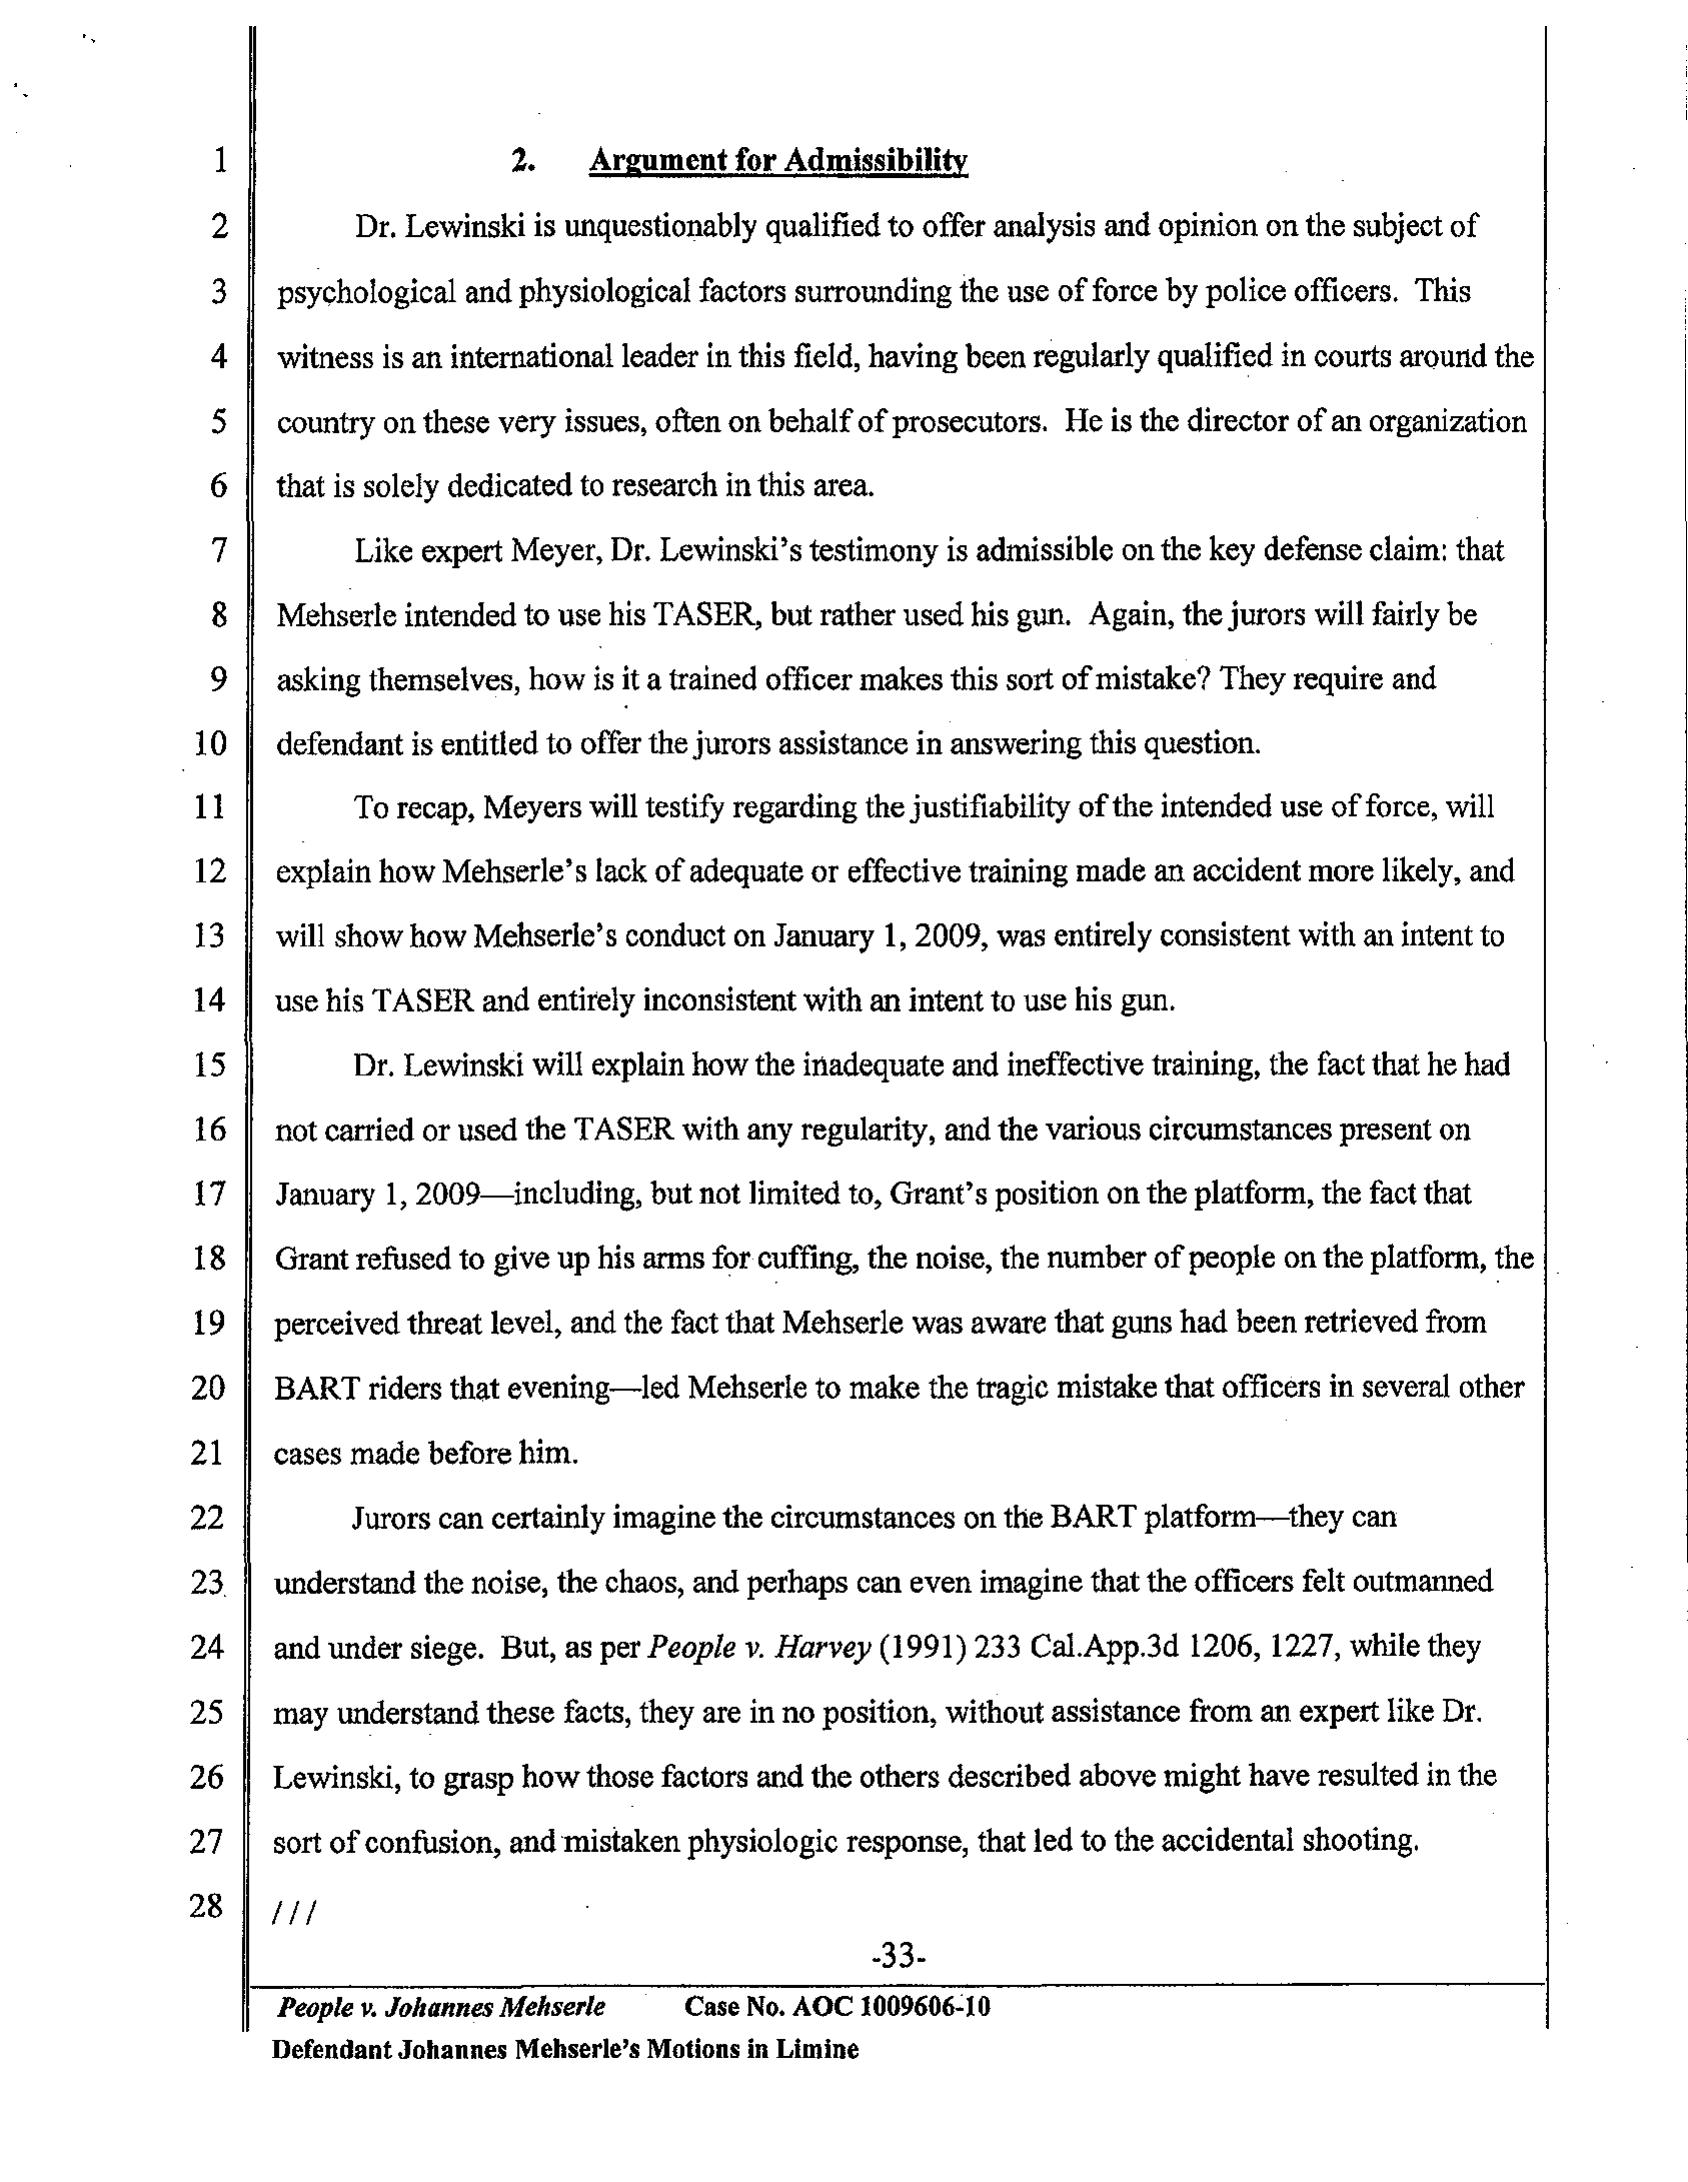 1 2. Argument for Admissibility
2 Dr. Lewinski is unquestionably qualified to offer analysis and opinion on the subject of
3 psychological and physiological factors surrounding the use of force by police officers. This
4 witness is an international leader in this field, having been regularly qualified in courts around the
5 country on these very issues, often on behalf of prosecutors. He is the director of an organization
6 that is solely dedicated to research in this area.
7 Like expert Meyer, Dr. Lewinski’s testimony is admissible on the key defense claim: that
8 Mehserle intended to use his TASER, but rather used his gun. Again, the jurors will fairly be
9 asking themselves, how is it a trained officer makes this sort of mistake? They require and
10 defendant is entitled to offer the jurors assistance in answering this question.
11 To recap, Meyers will testify regarding the justifiability of the intended use of force, will
12 explain how Mehserle’s lack of adequate or effective training made an accident more likely, and
13 will show how Mehserle’s conduct on January 1, 2009, was entirely consistent with an intent to
14 use his TASER and entirely inconsistent with an intent to use his gun.
15 Dr. Lewinski will explain how the inadequate and ineffective training, the fact that he had
16 not carried or used the TASER with any regularity, and the various circumstances present on
17 January 1, 2009—including, but not limited to, Grant’s position on the platform, the fact that
18 Grant refused to give up his arms for cuffing, the noise, the number of people on the platform, the
19 perceived threat level, and the fact that Mehserle was aware that guns had been retrieved from
20 BART riders that evening—led Mehserle to make the tragic mistake that officers in several other
21 cases made before him.
22 Jurors can certainly imagine the circumstances on the BART platform—they can
23 understand the noise, the chaos, and perhaps can even imagine that the officers felt outmanned
24 and under siege. But, as per People v. Harvey (1991) 233 Cal.App.3d 1206, 1227, while they
25 may understand these facts, they are in no position, without assistance from an expert like Dr.
26 Lewinski, to grasp how those factors and the others described above might have resulted in the
27 sort of confusion, and mistaken physiologic response, that led to the accidental shooting.
28 ///
-33-
People v. Johannes Mehserle Case No. AOC 1009606-10
Defendant Johannes Mehserle’s Motions in Limine